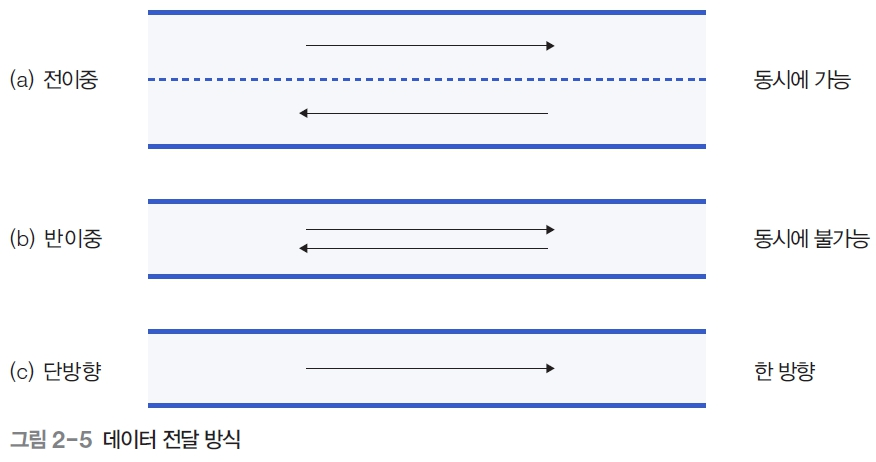 (a) 전이중 동시에 가능
(b) 반이중 동시에 불가능
(c) 단방향 한 방향
그림 2-5 데이터 전달 방식